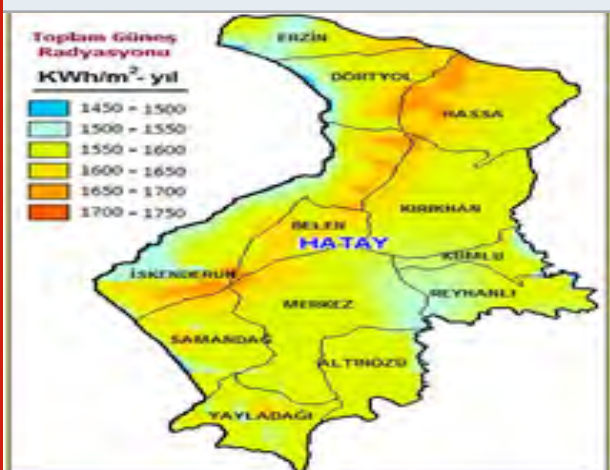 Toplam Güneş
Radyasyonu
KWh/m²- yıl
1450 - 1500
1500 - 1550
1550 - 1600
1600 - 1650
1650 - 1700
1700 - 1750
ERZİN
DÖRTYOL
HASSA
KIRIKHAN
BELEN
HATAY
KUMLU
İSKENDERUN
REYHANLI
MERKEZ
SAMANDAĞ
ALTINÖZÜ
YAYLADAĞI